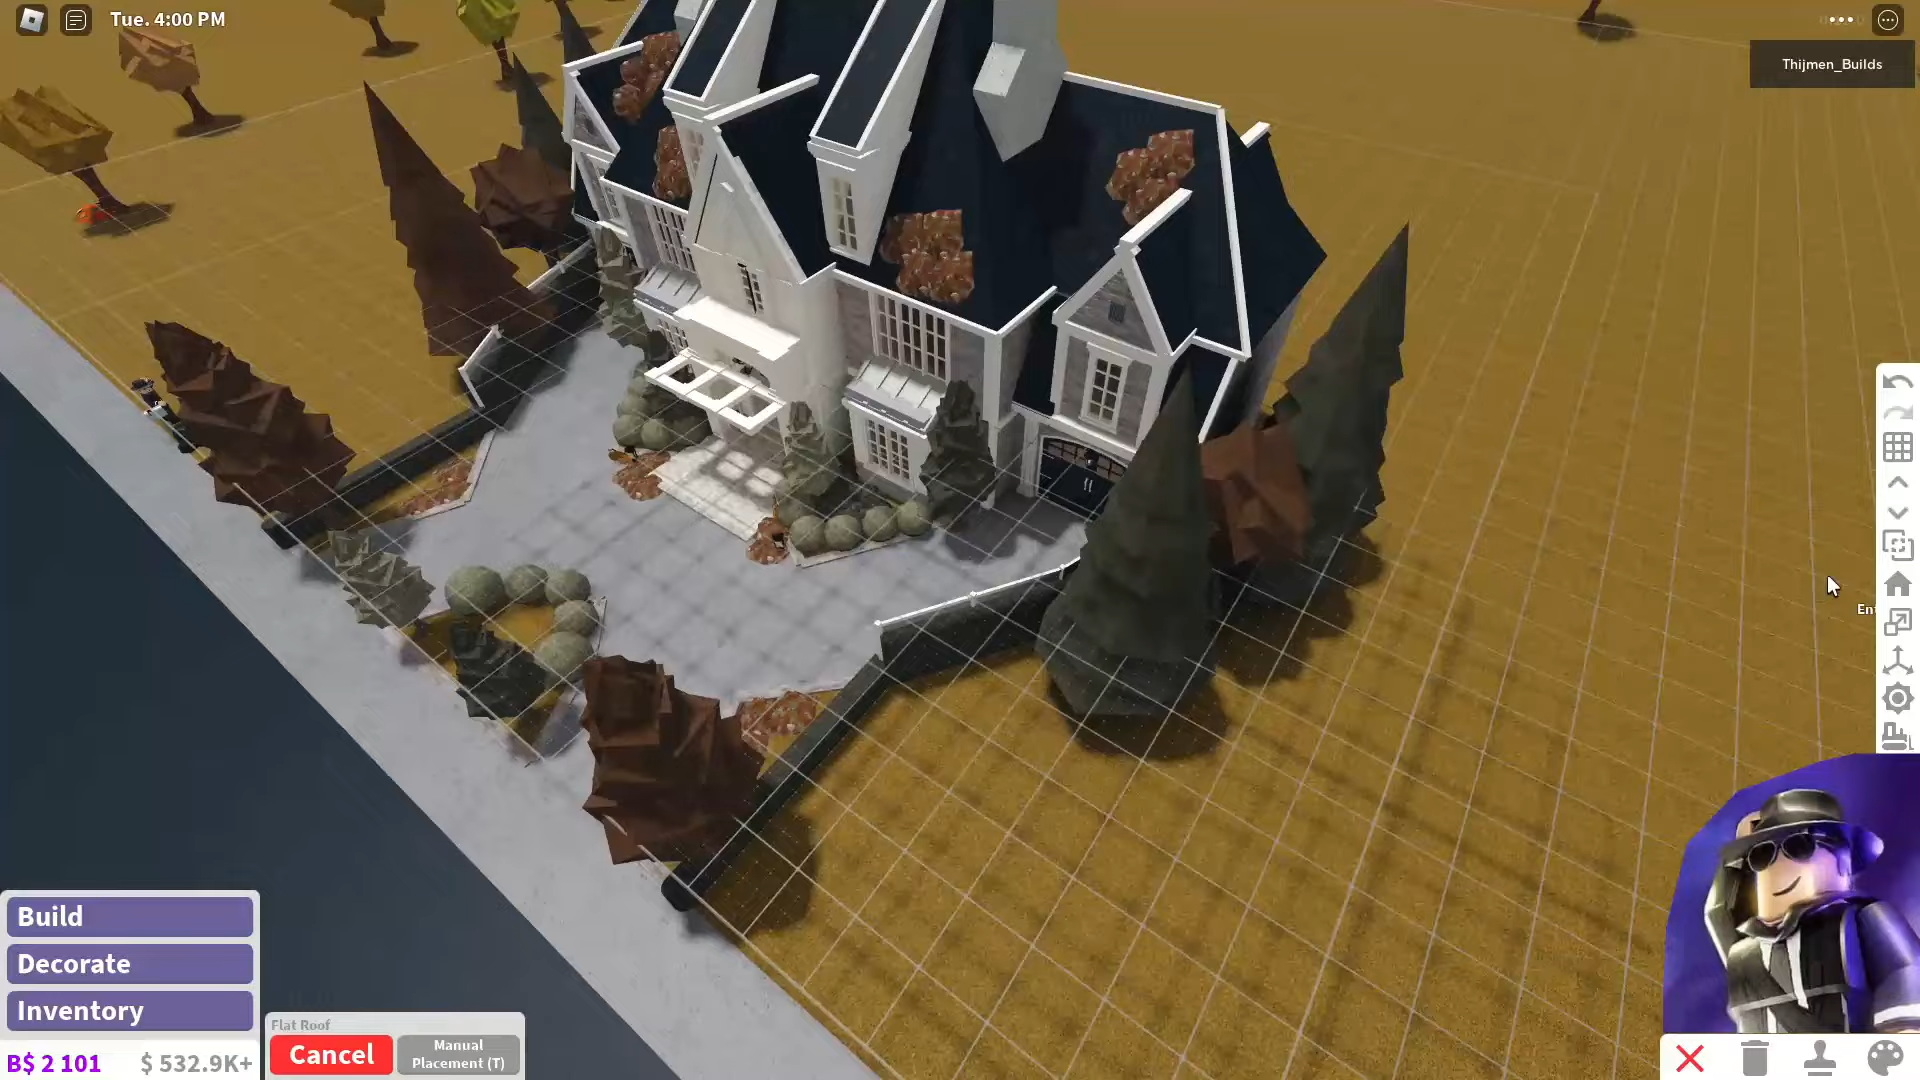 Tue. 4:00 PM
Thijmen_Builds
Build
Decorate
Inventory
B$ 2 101
$ 532.9K+
Flat Roof
Cancel
Manual
Placement (T)